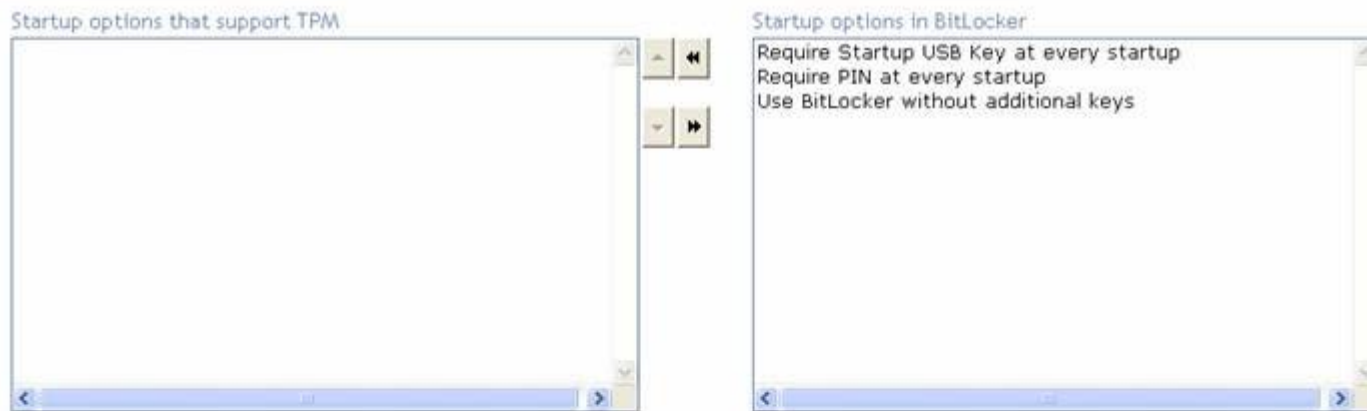 Startup options that support TPM
Startup options in BitLocker
Require Startup USB Key at every startup
Require PIN at every startup
Use BitLocker without additional keys